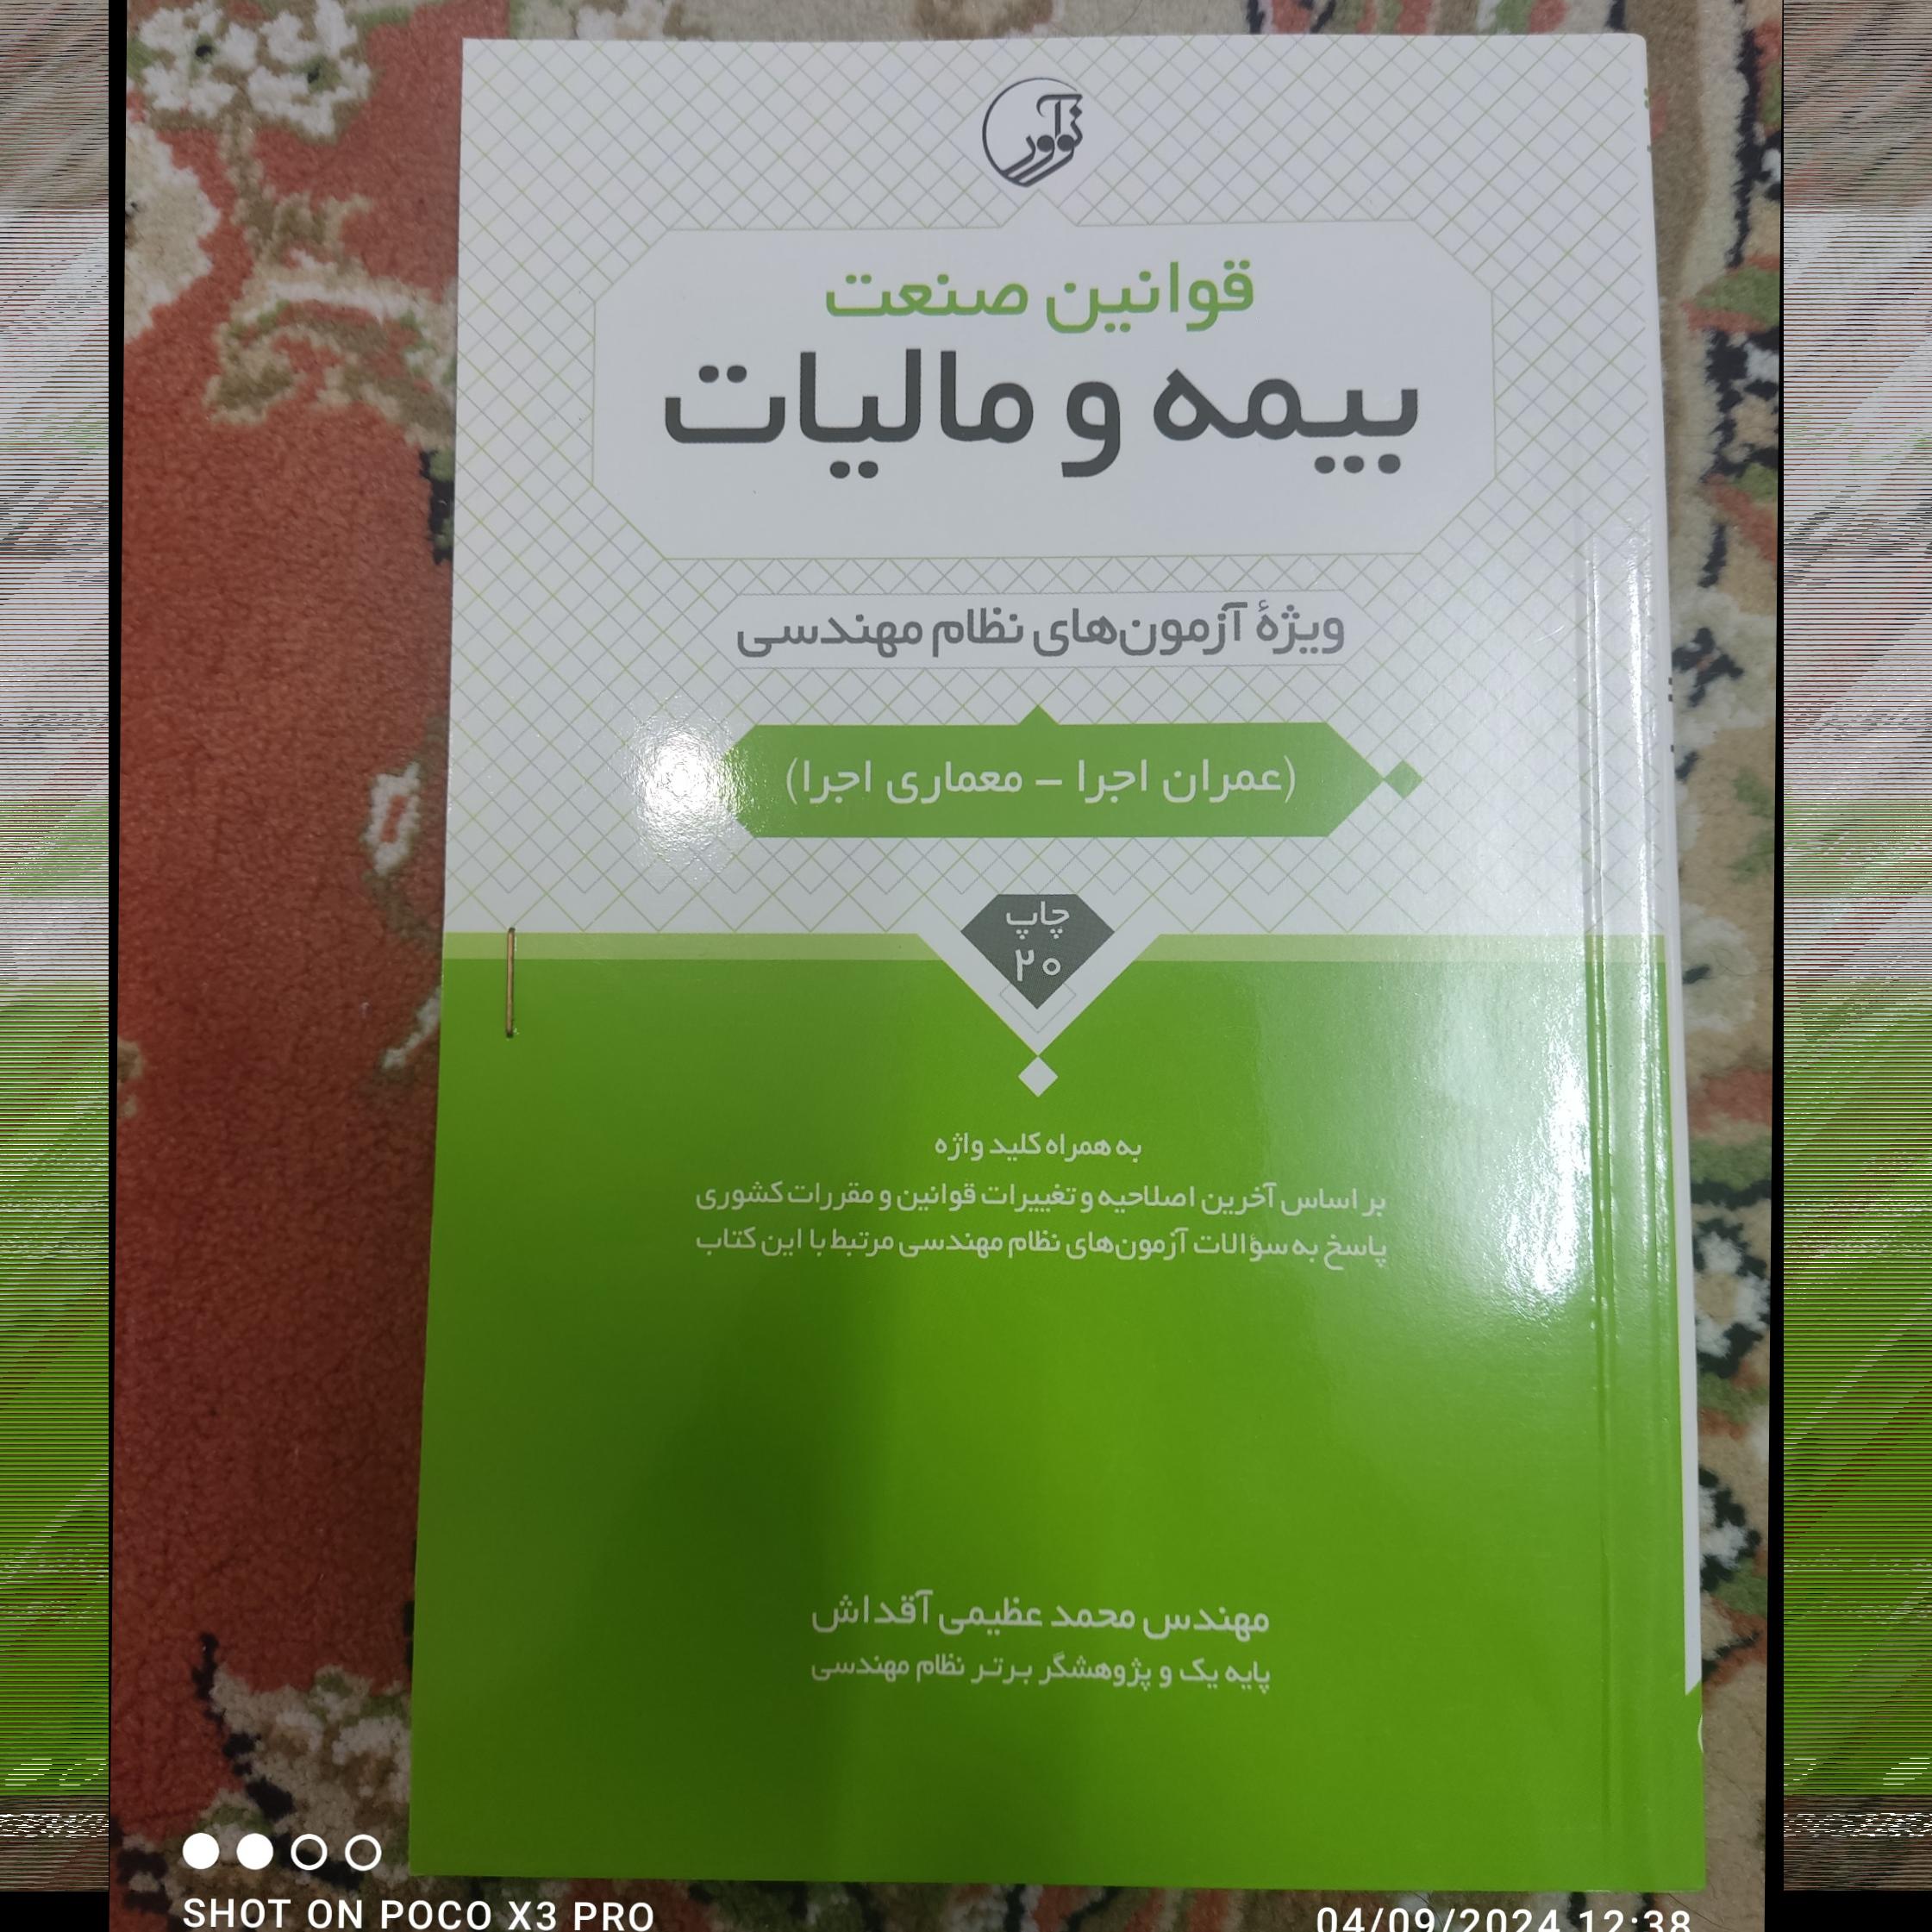 نوآور
قوانین صنعت
بیمه و مالیات
ویژهٔ آزمون‌های نظام مهندسی
(عمران اجرا – معماری اجرا)
چاپ
۲۰
به همراه کلید واژه
بر اساس آخرین اصلاحیه و تغییرات قوانین و مقررات کشوری
پاسخ به سؤالات آزمون‌های نظام مهندسی مرتبط با این کتاب
مهندس محمد عظیمی آقداش
پایه یک و پژوهشگر برتر نظام مهندسی
SHOT ON POCO X3 PRO
04/09/2024 12:38